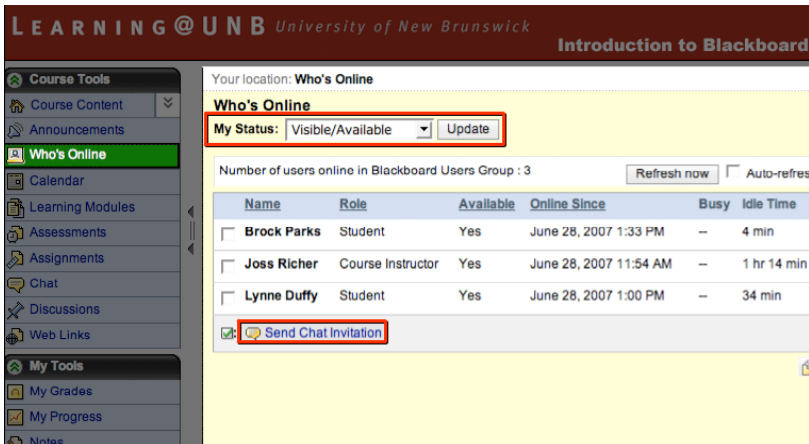 LEARNING@UNB University of New Brunswick
Introduction to Blackboard
Course Tools
Course Content
Announcements
Who's Online
Calendar
Learning Modules
Assessments
Assignments
Chat
Discussions
Web Links
My Tools
My Grades
My Progress
Notes
Your location: Who's Online
Who's Online
My Status: Visible/Available Update
Number of users online in Blackboard Users Group : 3 Refresh now Auto-refres
Name Role Available Online Since Busy Idle Time
Brock Parks Student Yes June 28, 2007 1:33 PM -- 4 min
Joss Richer Course Instructor Yes June 28, 2007 11:54 AM -- 1 hr 14 min
Lynne Duffy Student Yes June 28, 2007 1:00 PM -- 34 min
: Send Chat Invitation